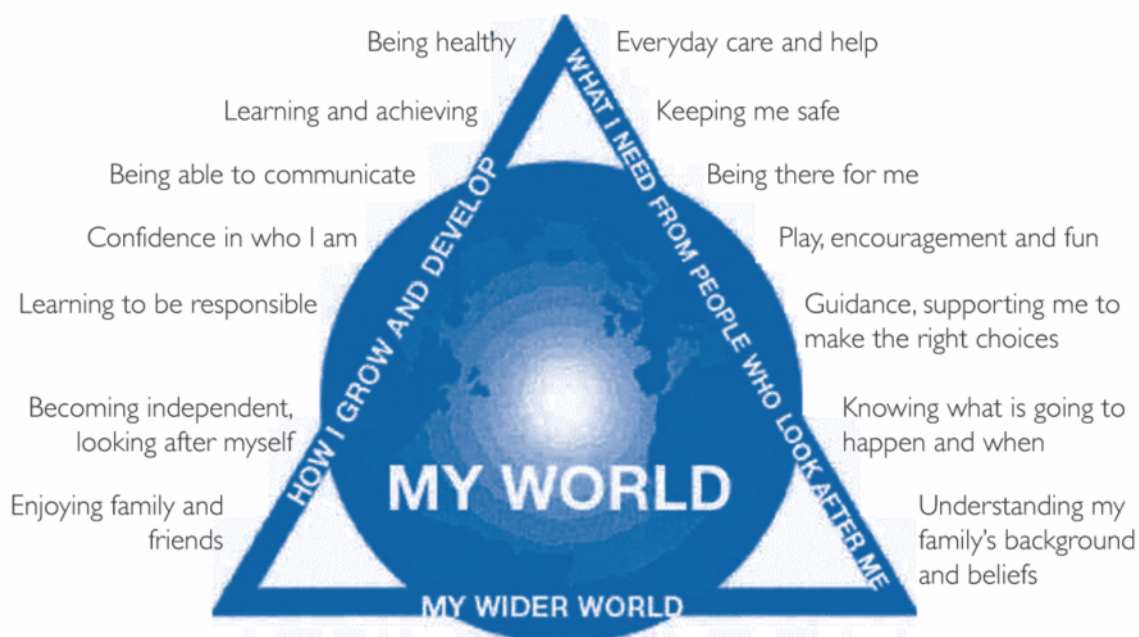 Being healthy
Learning and achieving
Being able to communicate
Confidence in who I am
Learning to be responsible
Becoming independent,
looking after myself
Enjoying family and
friends
HOW I GROW AND DEVELOP
WHAT I NEED FROM PEOPLE WHO LOOK AFTER ME
Everyday care and help
Keeping me safe
Being there for me
Play, encouragement and fun
Guidance, supporting me to
make the right choices
Knowing what is going to
happen and when
Understanding my
family's background
and beliefs
MY WORLD
MY WIDER WORLD